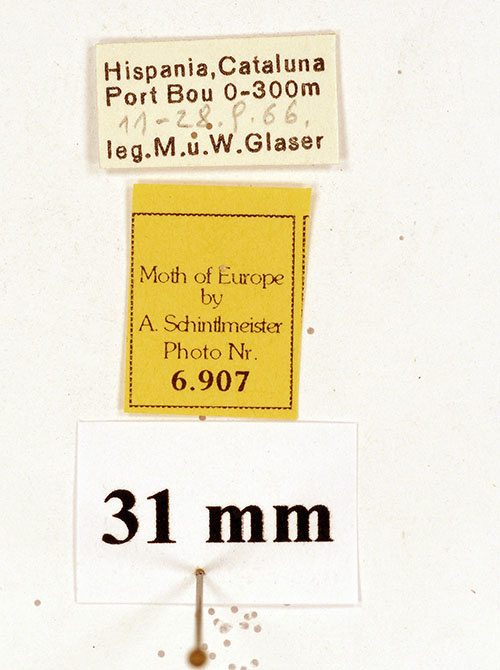 Hispania,Cataluna
Port Bou 0-300m
11-28.9.66.
leg.M.u.W.Glaser
Moth of Europe
by
A. Schintlmeister
Photo Nr.
6.907
31 mm